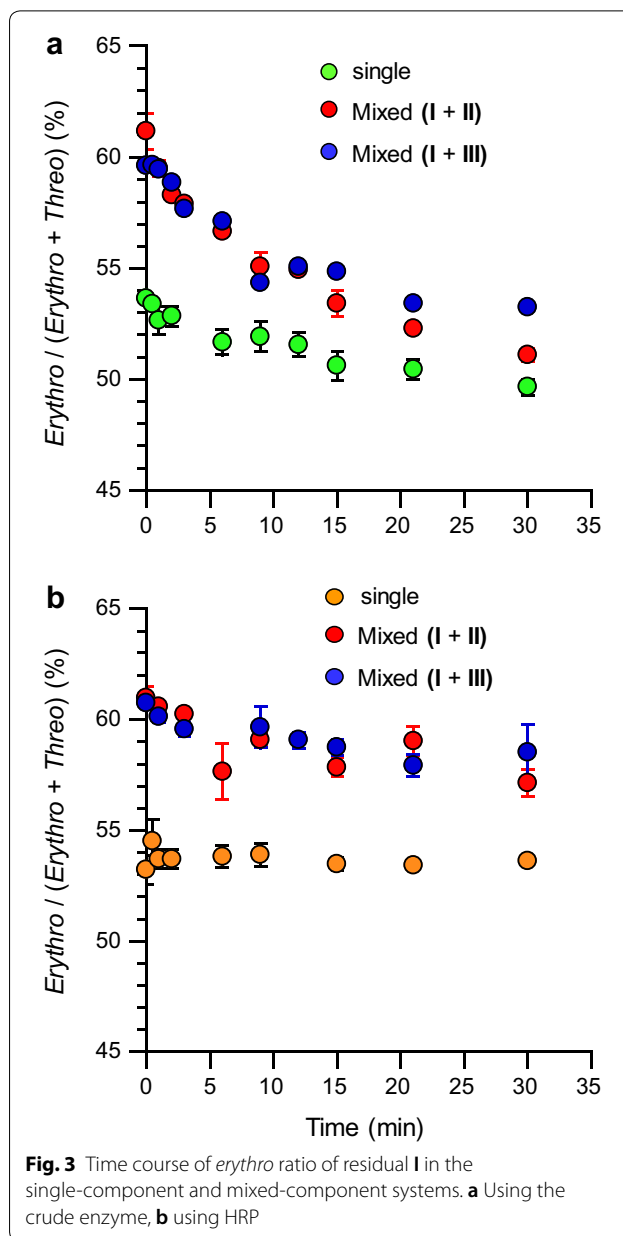 a
65
60
55
50
45
Erythro / (Erythro + Threo) (%)
single
Mixed (I + II)
Mixed (I + III)
0 5 10 15 20 25 30 35
b
65
60
55
50
45
Erythro / (Erythro + Threo) (%)
single
Mixed (I + II)
Mixed (I + III)
0 5 10 15 20 25 30 35
Time (min)
Fig. 3 Time course of erythro ratio of residual I in the
single-component and mixed-component systems. a Using the
crude enzyme, b using HRP